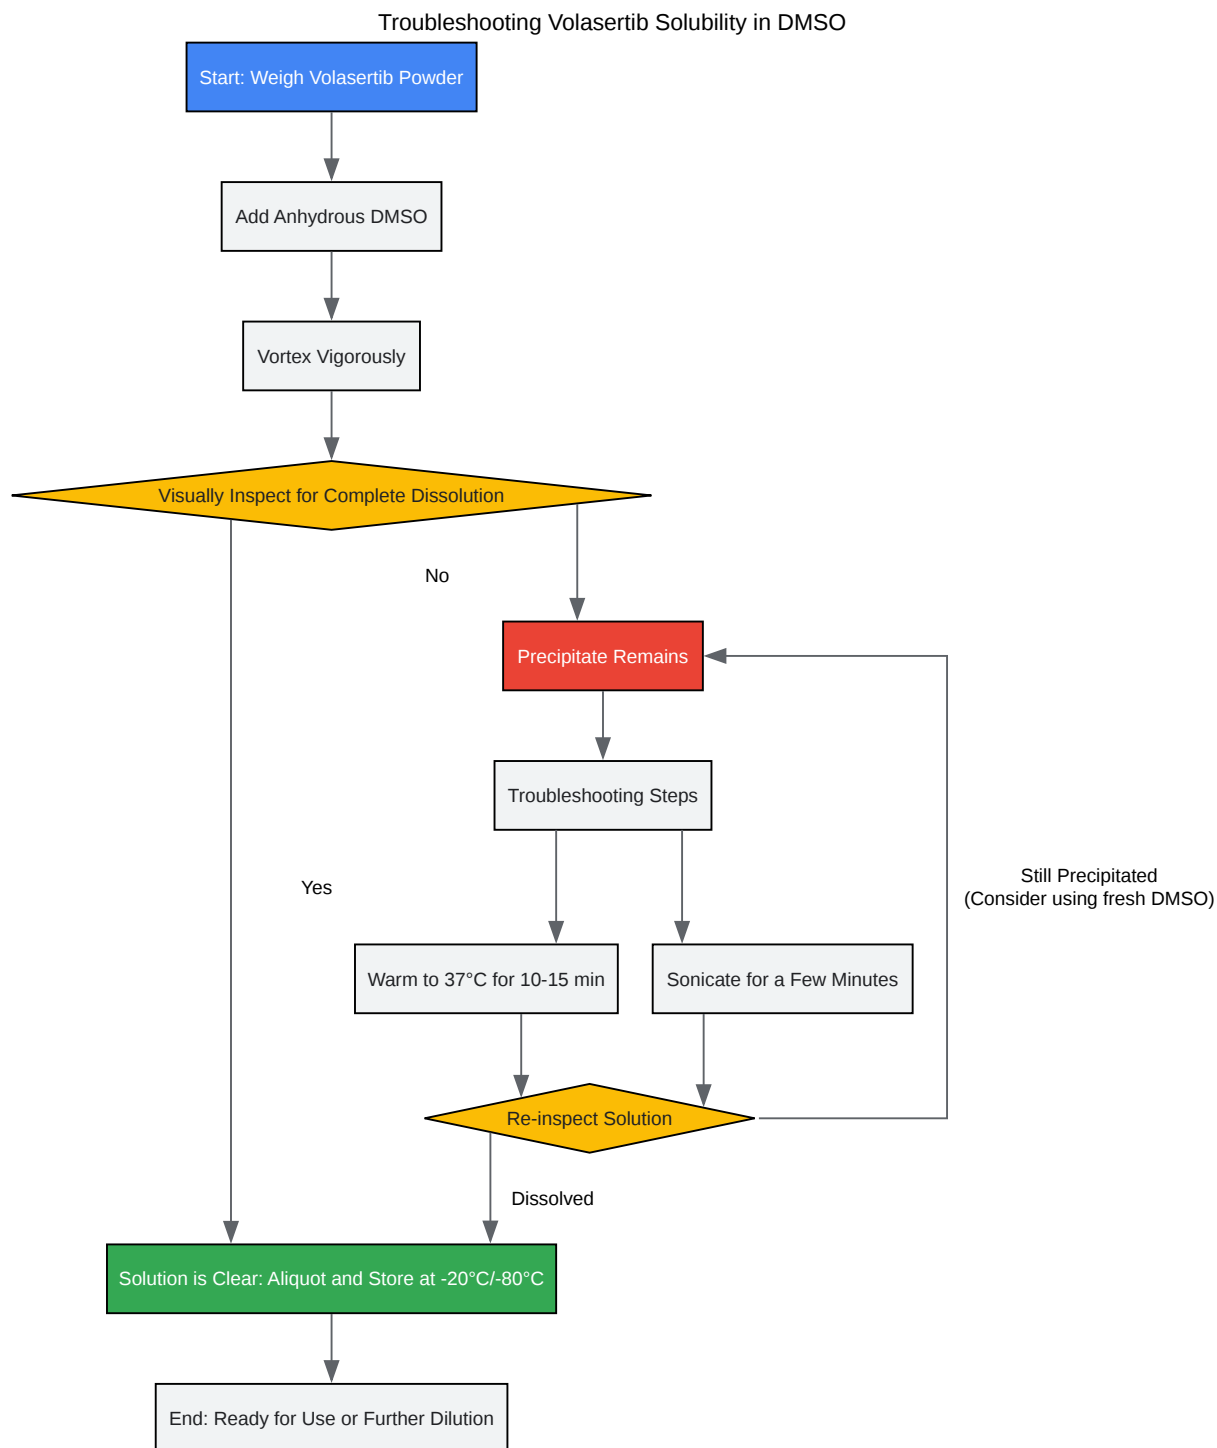 Troubleshooting Volasertib Solubility in DMSO
Start: Weigh Volasertib Powder
Add Anhydrous DMSO
Vortex Vigorously
Visually Inspect for Complete Dissolution
No
Precipitate Remains
Troubleshooting Steps
Yes
Still Precipitated
(Consider using fresh DMSO)
Warm to 37°C for 10-15 min
Sonicate for a Few Minutes
Re-inspect Solution
Dissolved
Solution is Clear: Aliquot and Store at -20°C/-80°C
End: Ready for Use or Further Dilution